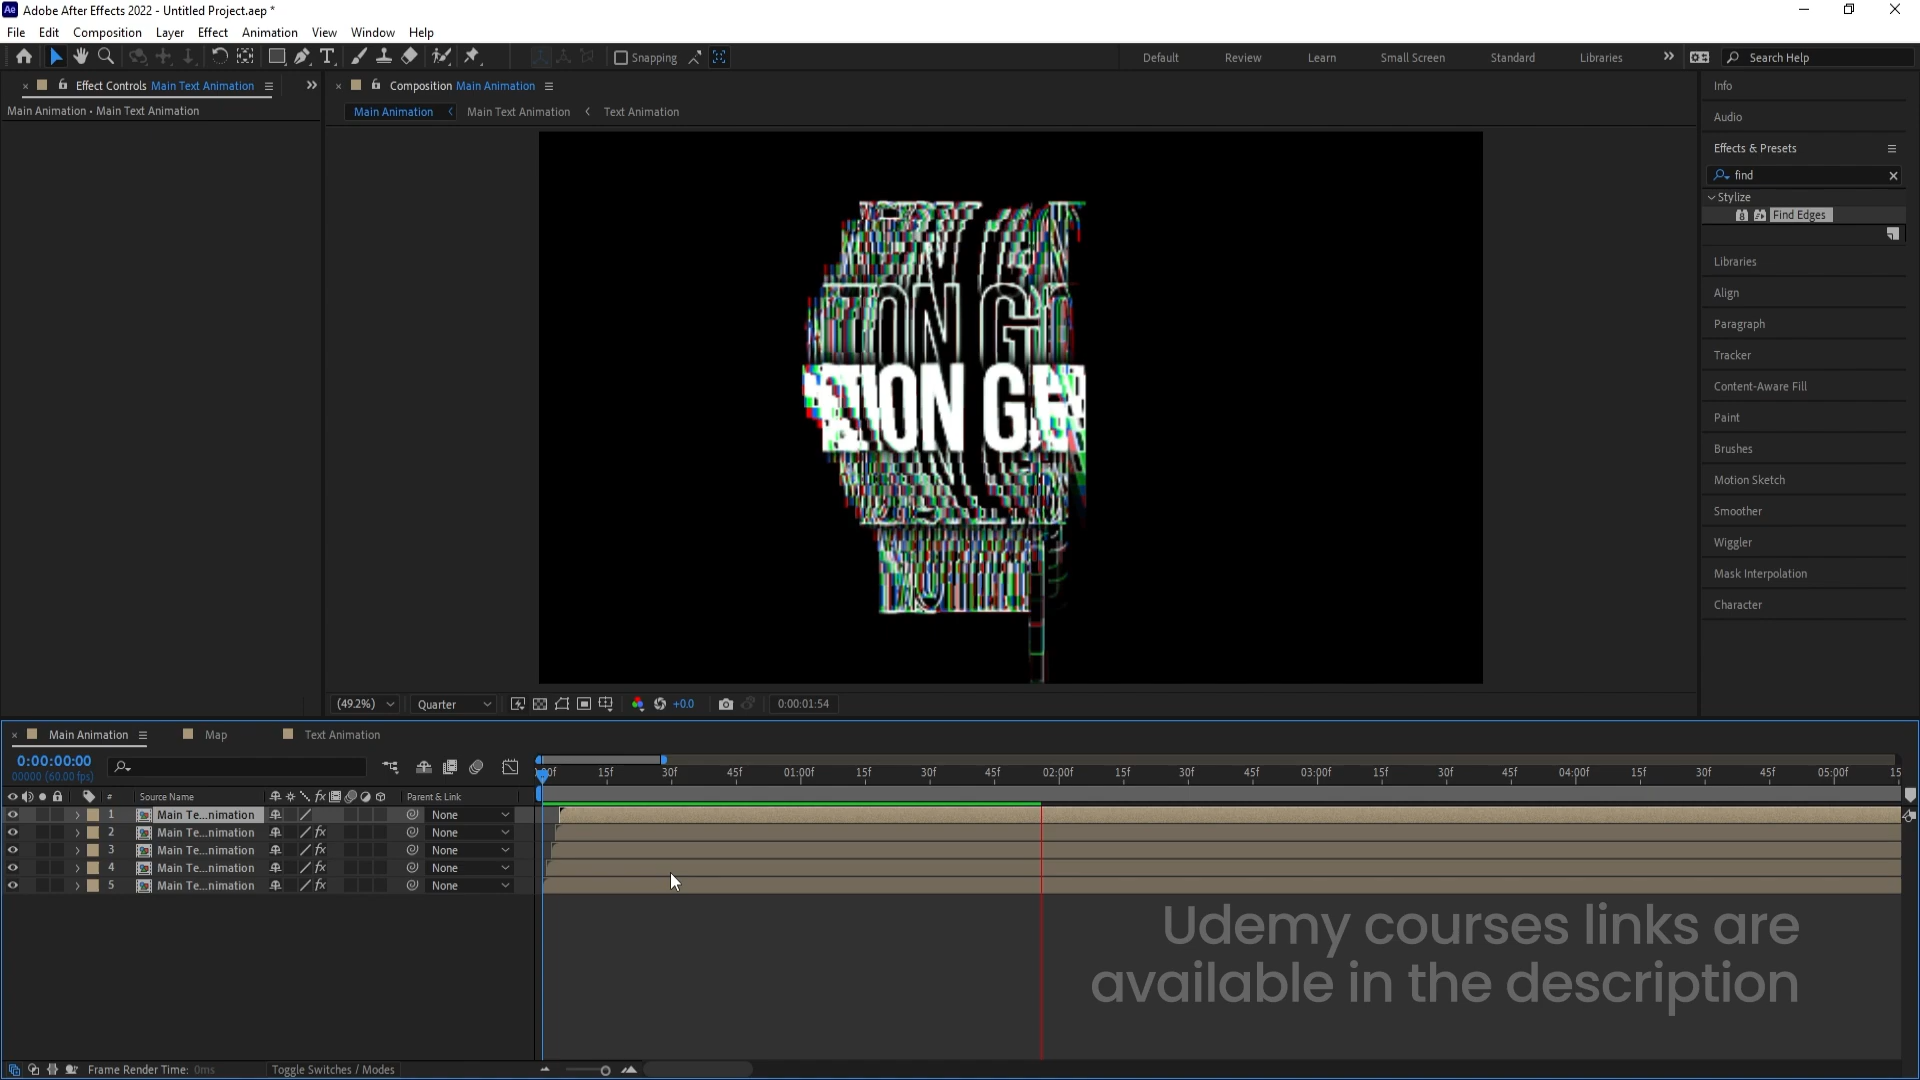 Ae Adobe After Effects 2022 - Untitled Project.aep *
File Edit Composition Layer Effect Animation View Window Help
Snapping Default Review Learn Small Screen Standard Libraries Search Help
Effect Controls Main Text Animation
Composition Main Animation
Main Animation • Main Text Animation
Main Animation Main Text Animation Text Animation
Info
Audio
Effects & Presets
find
Stylize
Find Edges
Libraries
Align
Paragraph
Tracker
Content-Aware Fill
Paint
Brushes
Motion Sketch
Smoother
Wiggler
Mask Interpolation
Character
TION G
(49.2%) Quarter +0.0 0:00:01:54
Main Animation Map Text Animation
0:00:00:00
00000 (60.00 fps)
15f 30f 45f 01:00f 15f 30f 45f 02:00f 15f 30f 45f 03:00f 15f 30f 45f 04:00f 15f 30f 45f 05:00f 15
# Source Name fx Parent & Link
1 Main Te...nimation None
2 Main Te...nimation fx None
3 Main Te...nimation fx None
4 Main Te...nimation fx None
5 Main Te...nimation fx None
Udemy courses links are
available in the description
Frame Render Time: 0ms Toggle Switches / Modes